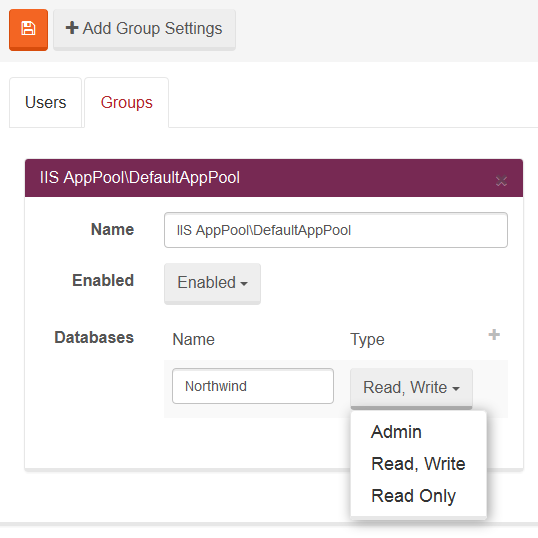 Add Group Settings
Users Groups
IIS AppPool\DefaultAppPool
Name IIS AppPool\DefaultAppPool
Enabled Enabled
Databases Name Type
Northwind Read, Write
Admin
Read, Write
Read Only